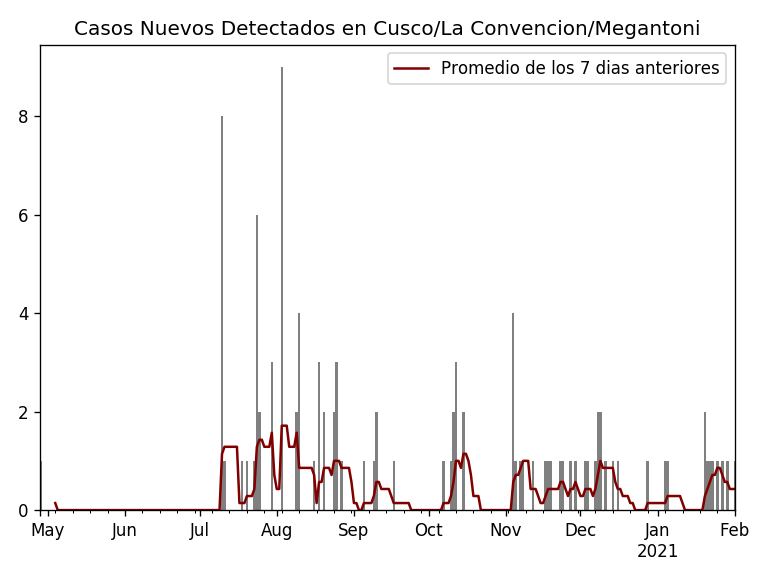 Casos Nuevos Detectados en Cusco/La Convencion/Megantoni
Promedio de los 7 dias anteriores
8
6
4
2
0
May Jun Jul Aug Sep Oct Nov Dec Jan Feb
2021